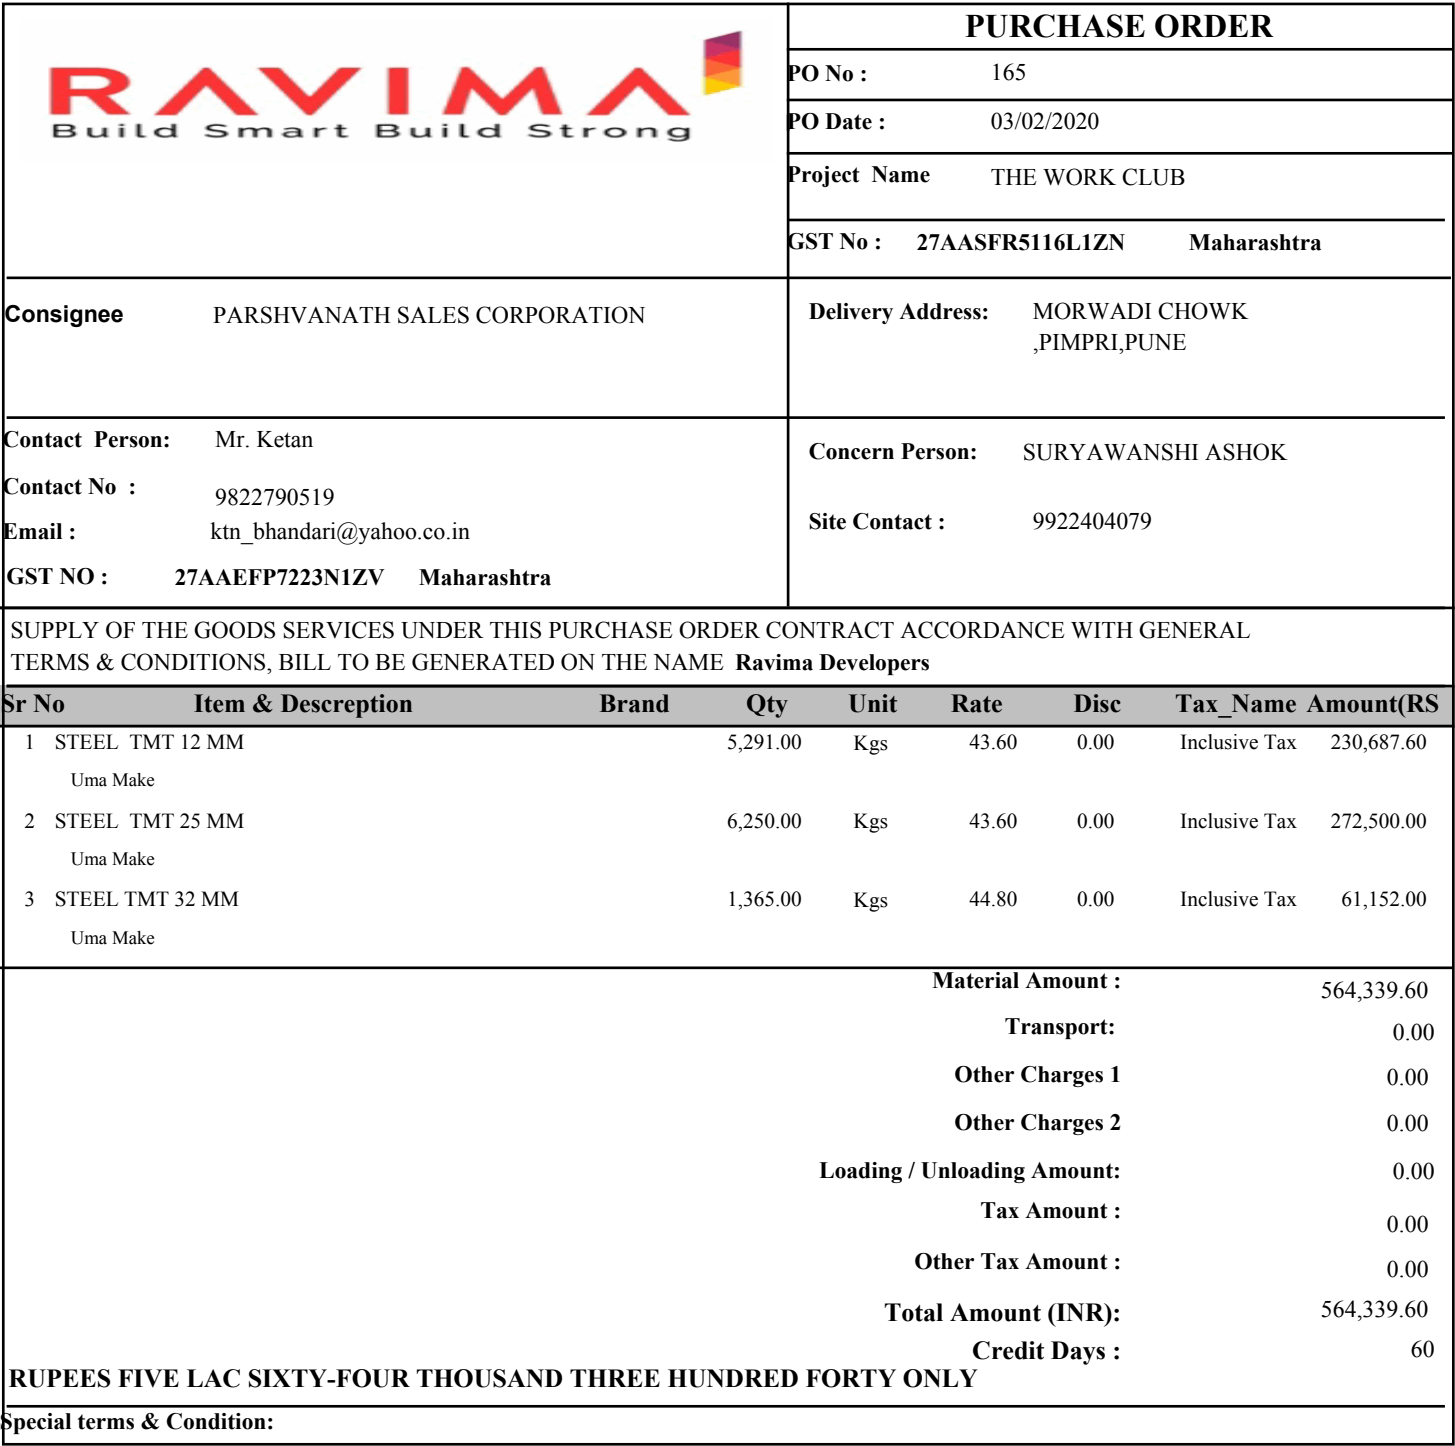 RAVIMA
Build Smart Build Strong
PURCHASE ORDER
PO No : 165
PO Date : 03/02/2020
Project Name THE WORK CLUB
GST No : 27AASFR5116L1ZN Maharashtra
Consignee PARSHVANATH SALES CORPORATION
Delivery Address: MORWADI CHOWK
,PIMPRI,PUNE
Contact Person: Mr. Ketan
Contact No : 9822790519
Email : ktn_bhandari@yahoo.co.in
GST NO : 27AAEFP7223N1ZV Maharashtra
Concern Person: SURYAWANSHI ASHOK
Site Contact : 9922404079
SUPPLY OF THE GOODS SERVICES UNDER THIS PURCHASE ORDER CONTRACT ACCORDANCE WITH GENERAL
TERMS & CONDITIONS, BILL TO BE GENERATED ON THE NAME Ravima Developers
Sr No Item & Descreption Brand Qty Unit Rate Disc Tax_Name Amount(RS
1 STEEL TMT 12 MM 5,291.00 Kgs 43.60 0.00 Inclusive Tax 230,687.60
Uma Make
2 STEEL TMT 25 MM 6,250.00 Kgs 43.60 0.00 Inclusive Tax 272,500.00
Uma Make
3 STEEL TMT 32 MM 1,365.00 Kgs 44.80 0.00 Inclusive Tax 61,152.00
Uma Make
Material Amount : 564,339.60
Transport: 0.00
Other Charges 1 0.00
Other Charges 2 0.00
Loading / Unloading Amount: 0.00
Tax Amount : 0.00
Other Tax Amount : 0.00
Total Amount (INR): 564,339.60
Credit Days : 60
RUPEES FIVE LAC SIXTY-FOUR THOUSAND THREE HUNDRED FORTY ONLY
Special terms & Condition: